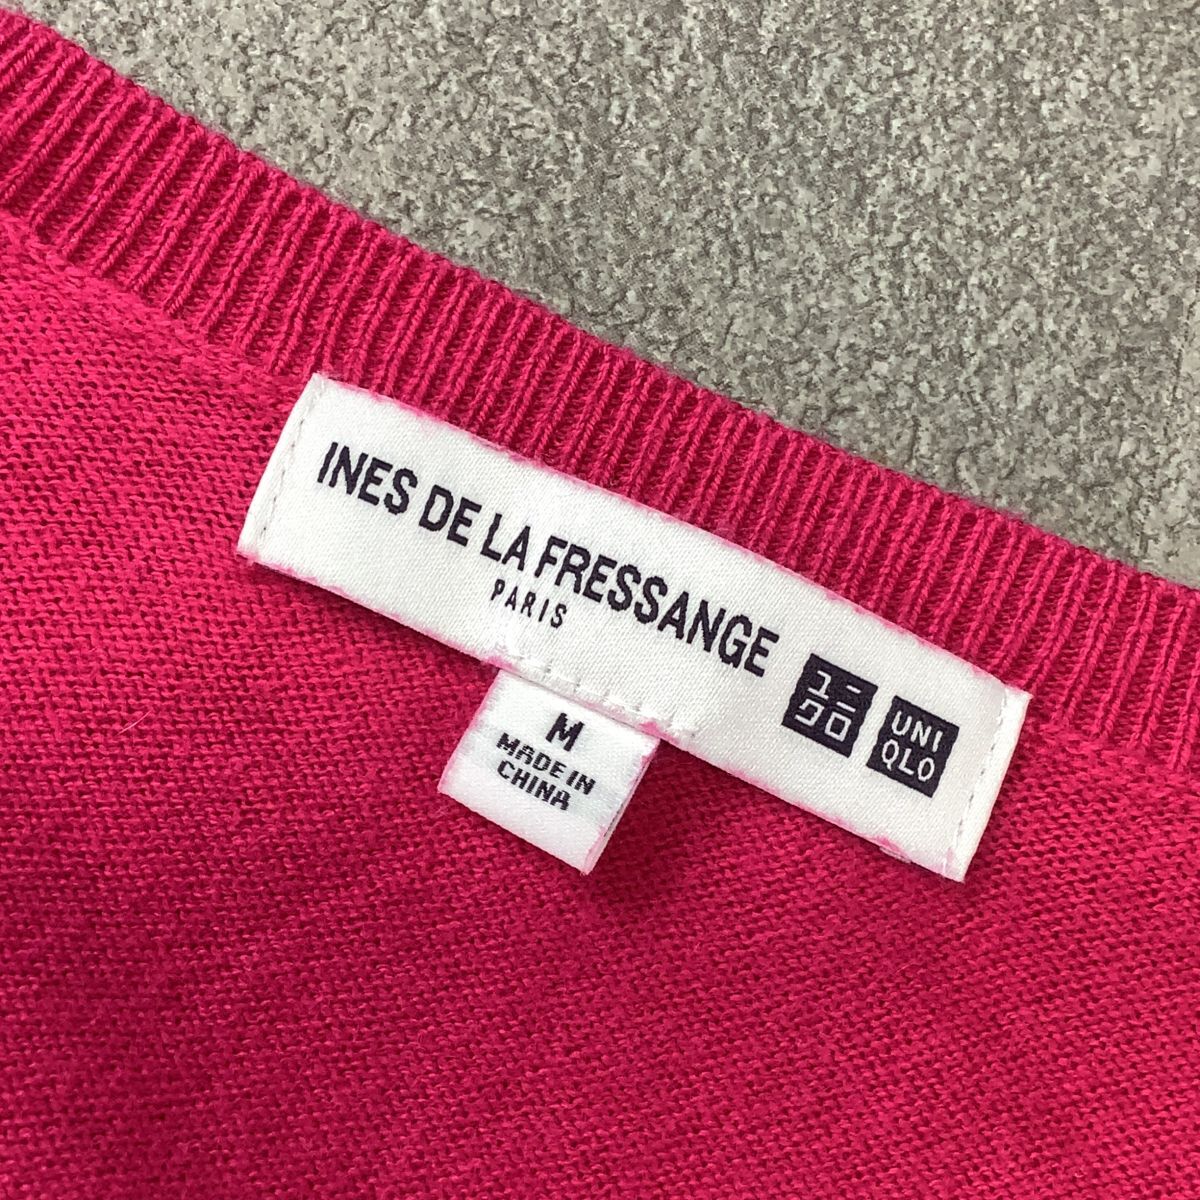 INES DE LA FRESSANGE
PARIS
ユニ
クロ
UNI
QLO
M
MADE IN
CHINA